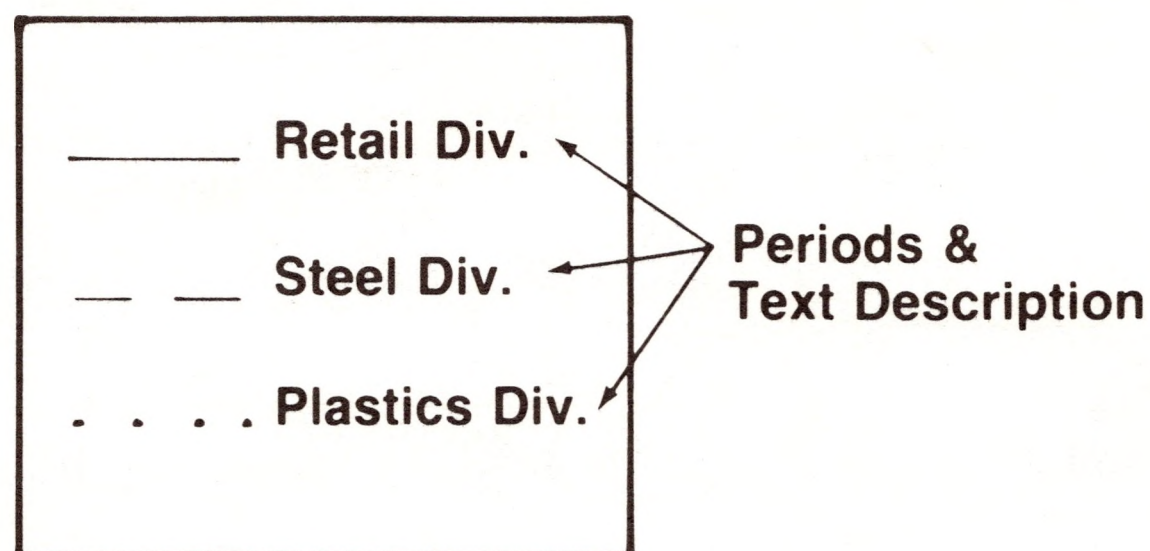 Retail Div.
Steel Div.
Plastics Div.
Periods &
Text Description